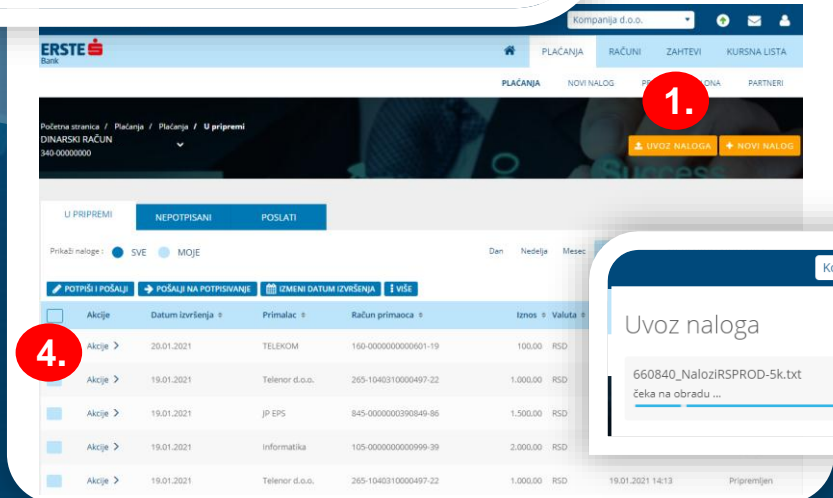 Kompanija d.o.o.
ERSTE
Bank
PLAĆANJA RAČUNI ZAHTEVI KURSNA LISTA
PLAĆANJA NOVI NALOG PARTNERI
1.
Početna stranica / Plaćanja / Plaćanja / U pripremi
DINARSKI RAČUN
340-00000000
UVOZ NALOGA + NOVI NALOG
Success
U PRIPREMI NEPOTPISANI POSLATI
Prikaži naloge: SVE MOJE Dan Nedelja Mesec
POTPIŠI I POŠALJI POŠALJI NA POTPISIVANJE IZMENI DATUM IZVRŠENJA VIŠE
Akcije Datum izvršenja Primalac Račun primaoca Iznos Valuta
4.
Akcije > 20.01.2021 TELEKOM 160-0000000000601-19 100,00 RSD
Akcije > 19.01.2021 Telenor d.o.o. 265-1040310000497-22 1.000,00 RSD
Akcije > 19.01.2021 JP EPS 845-0000000390849-86 1.500,00 RSD
Akcije > 19.01.2021 Informatika 105-0000000000999-39 2.000,00 RSD
Akcije > 19.01.2021 Telenor d.o.o. 265-1040310000497-22 1.000,00 RSD 19.01.2021 14:13 Pripremljen
Uvoz naloga
660840_NaloziRSPROD-5k.txt
čeka na obradu ...